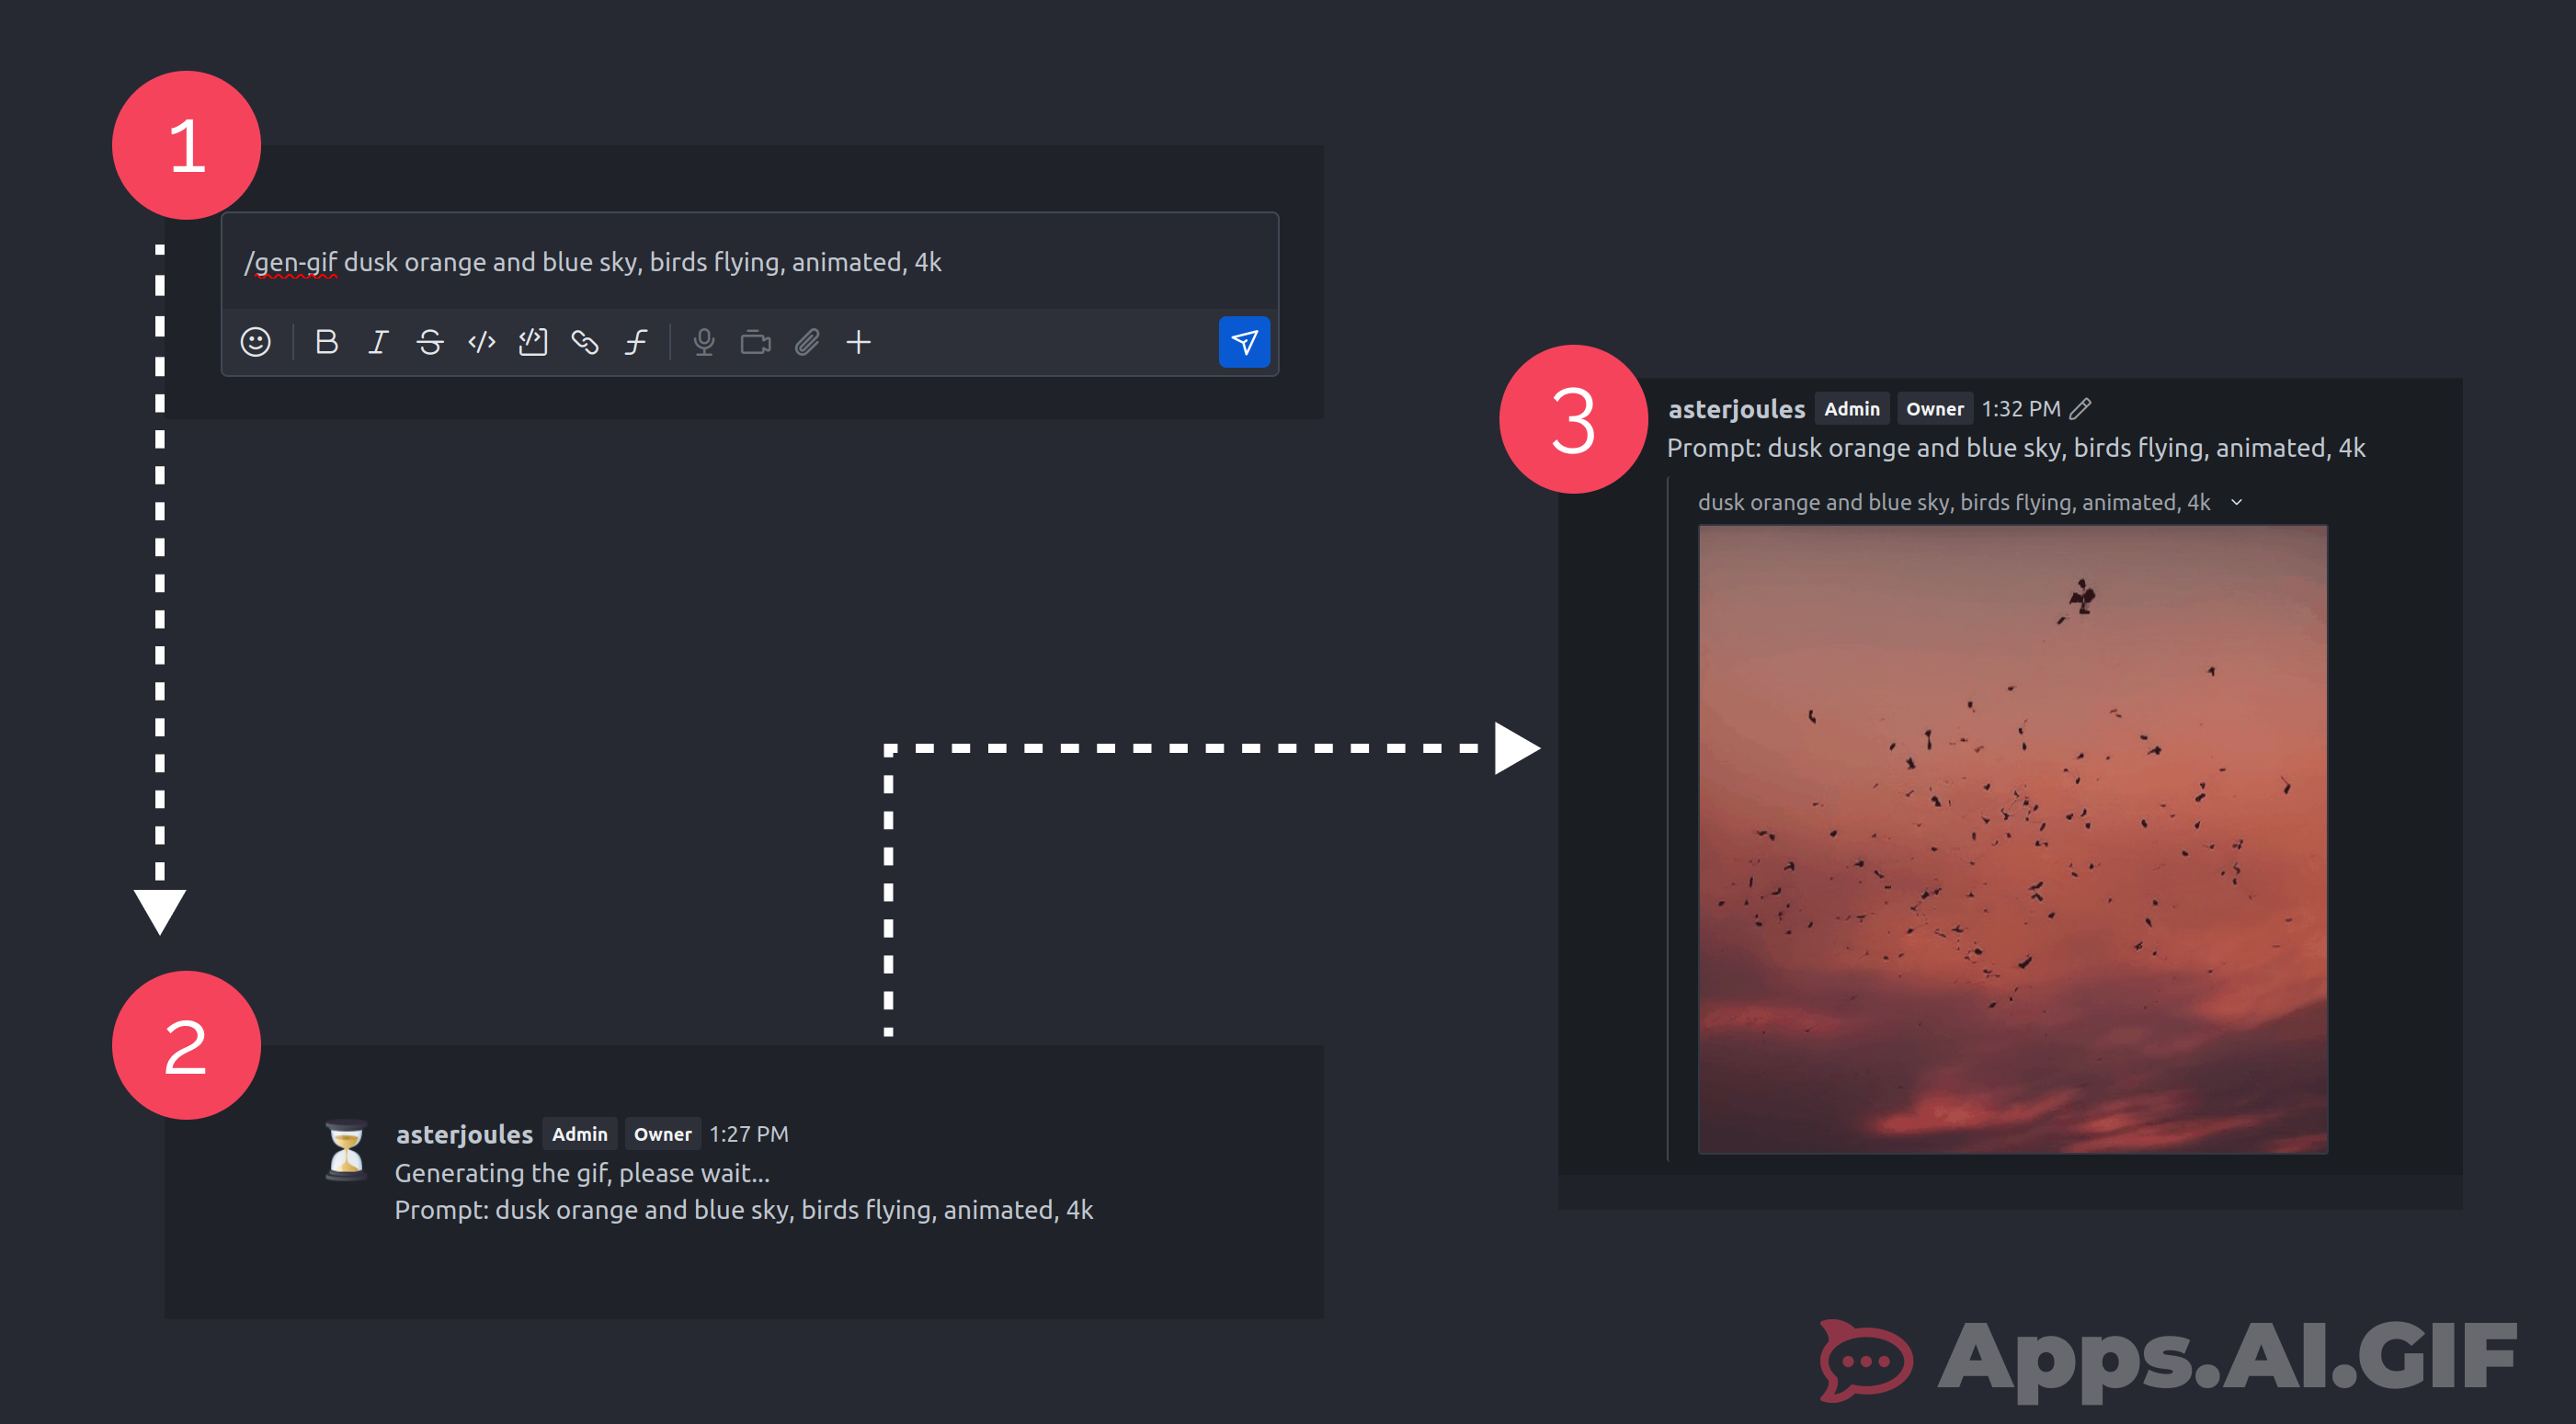 1
/gen-gif dusk orange and blue sky, birds flying, animated, 4k
2
asterjoules Admin Owner 1:27 PM
Generating the gif, please wait...
Prompt: dusk orange and blue sky, birds flying, animated, 4k
3
asterjoules Admin Owner 1:32 PM
Prompt: dusk orange and blue sky, birds flying, animated, 4k
dusk orange and blue sky, birds flying, animated, 4k
Apps.AI.GIF